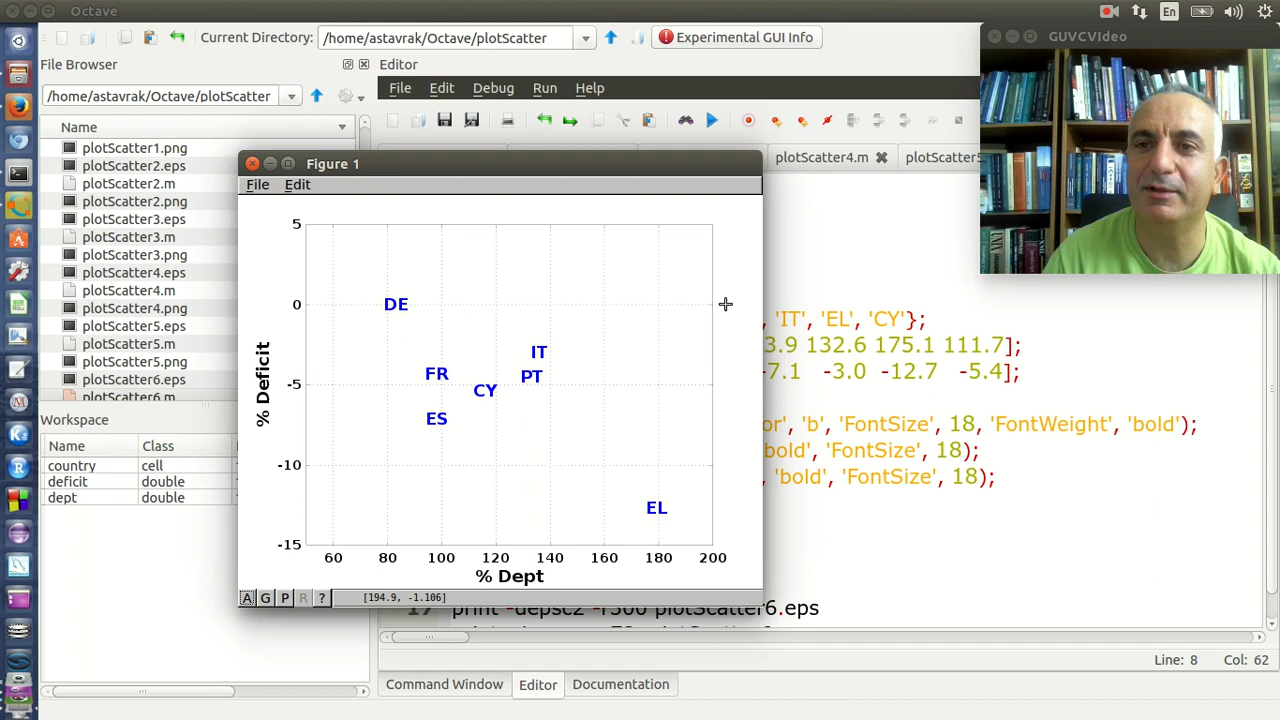 Octave
En
Current Directory: /home/astavrak/Octave/plotScatter
Experimental GUI Info
GUVCVIdeo
File Browser
Editor
/home/astavrak/Octave/plotScatter
File Edit Debug Run Help
Name
plotScatter1.png
plotScatter2.eps
plotScatter2.m
plotScatter2.png
plotScatter3.eps
plotScatter3.m
plotScatter3.png
plotScatter4.eps
plotScatter4.m
plotScatter4.png
plotScatter5.eps
plotScatter5.m
plotScatter5.png
plotScatter6.eps
plotScatter6.m
plotScatter4.m
plotScatter5
Workspace
Name Class
country cell
deficit double
dept double
Figure 1
File Edit
5
0
-5
-10
-15
% Deficit
DE
IT
FR
PT
CY
ES
EL
60 80 100 120 140 160 180 200
% Dept
A G P R ? [194.9, -1.106]
, 'IT', 'EL', 'CY'};
3.9 132.6 175.1 111.7];
-7.1 -3.0 -12.7 -5.4];
or', 'b', 'FontSize', 18, 'FontWeight', 'bold');
bold', 'FontSize', 18);
'bold', 'FontSize', 18);
17 print -depsc2 -r300 plotScatter6.eps
Line: 8 Col: 62
Command Window Editor Documentation